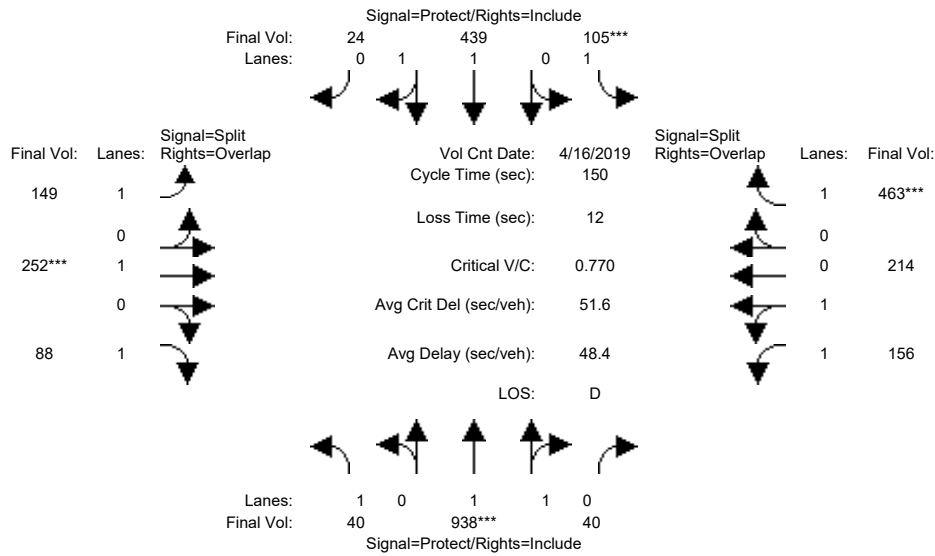 Signal=Protect/Rights=Include
Final Vol: 24 439 105***
Lanes: 0 1 1 0 1
Signal=Split
Final Vol: Lanes: Rights=Overlap
Vol Cnt Date: 4/16/2019
Signal=Split
Rights=Overlap Lanes: Final Vol:
Cycle Time (sec): 150
149 1
1 463***
Loss Time (sec): 12
0
0
252*** 1
Critical V/C: 0.770
0 214
0
Avg Crit Del (sec/veh): 51.6
1
88 1
Avg Delay (sec/veh): 48.4
1 156
LOS: D
Lanes: 1 0 1 1 0
Final Vol: 40 938*** 40
Signal=Protect/Rights=Include